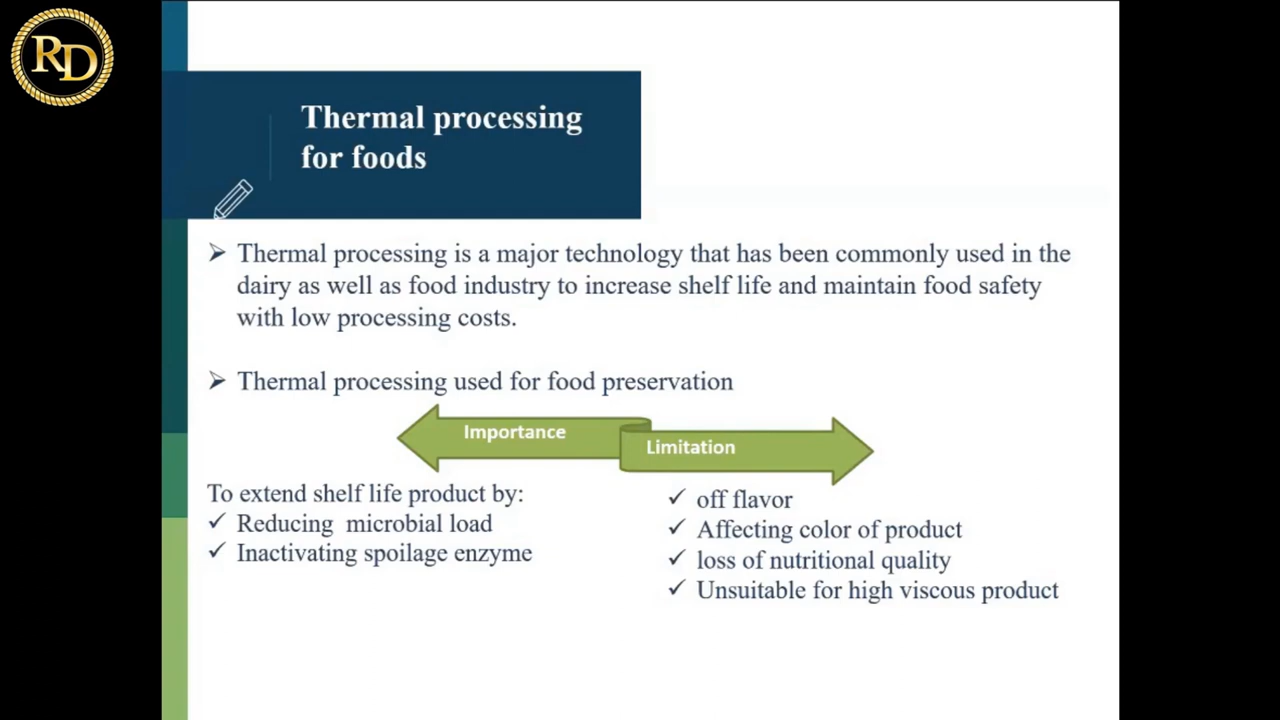 RD
Thermal processing
for foods
➢ Thermal processing is a major technology that has been commonly used in the
dairy as well as food industry to increase shelf life and maintain food safety
with low processing costs.
➢ Thermal processing used for food preservation
Importance
Limitation
To extend shelf life product by:
✓ Reducing microbial load
✓ Inactivating spoilage enzyme
✓ off flavor
✓ Affecting color of product
✓ loss of nutritional quality
✓ Unsuitable for high viscous product